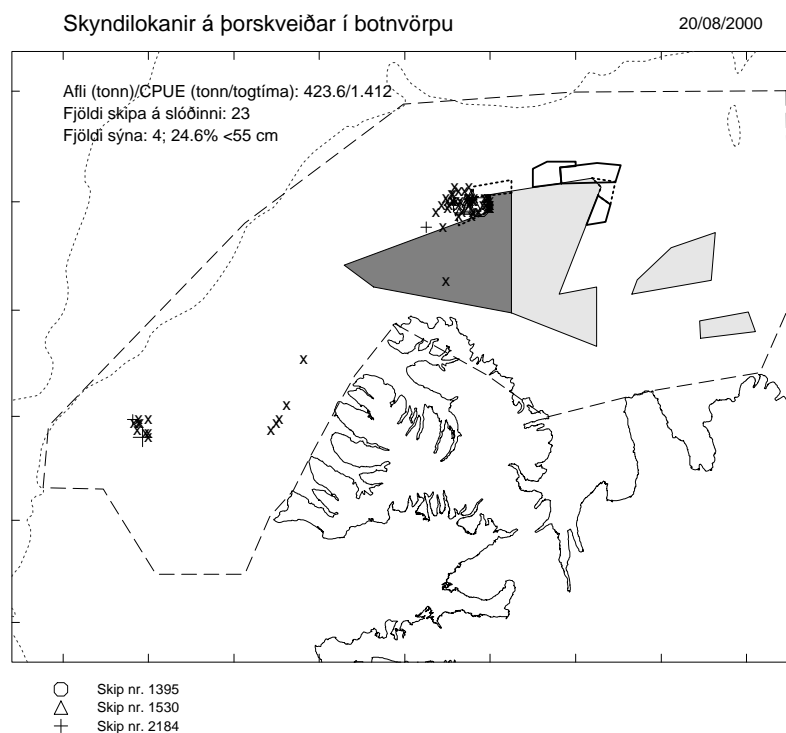 Skyndilokanir á þorskveiðar í botnvörpu
20/08/2000
Afli (tonn)/CPUE (tonn/togtíma): 423.6/1.412
Fjöldi skipa á slóðinni: 23
Fjöldi sýna: 4; 24.6% <55 cm
Skip nr. 1395
Skip nr. 1530
Skip nr. 2184